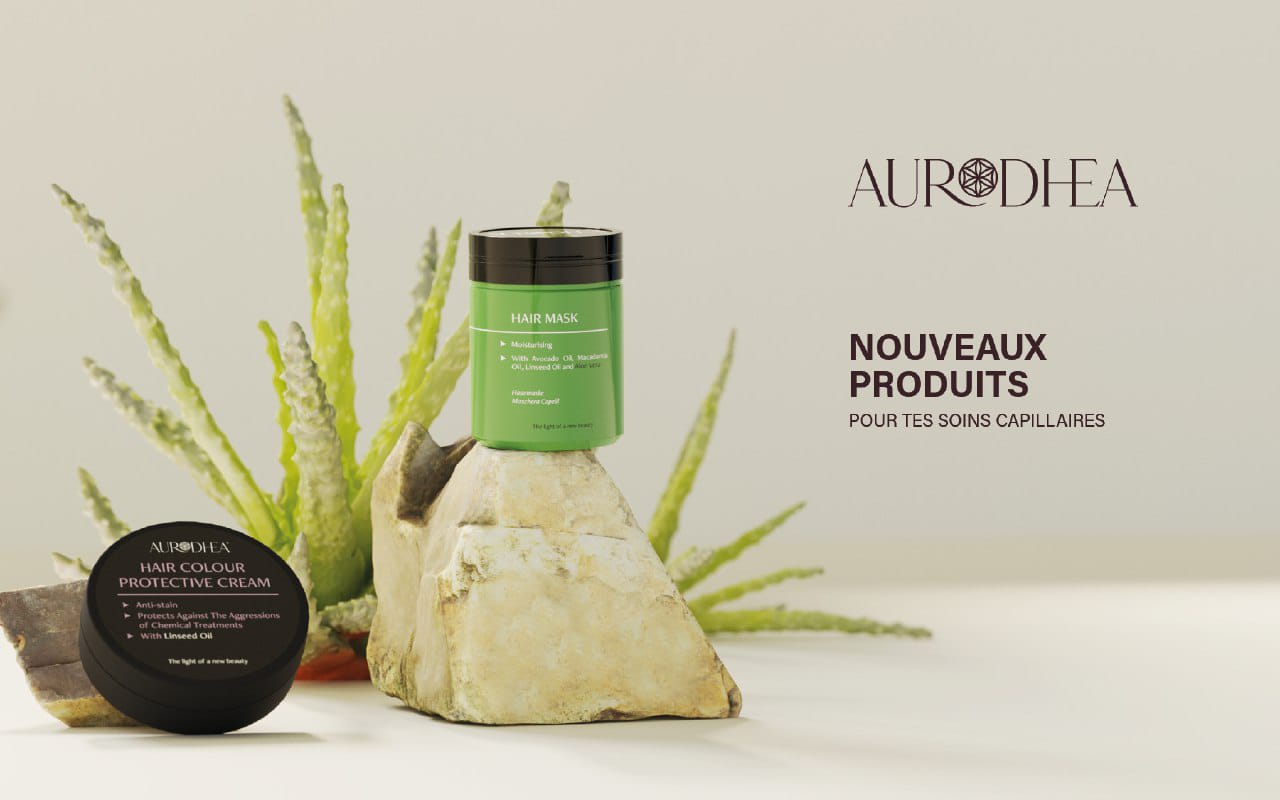 AURODHEA
NOUVEAUX
PRODUITS
POUR TES SOINS CAPILLAIRES
HAIR MASK
Moisturising
With Avocado Oil, Macadamia
Oil, Linseed Oil and Aloe Vera
Haarmaske
Maschera Capelli
The light of a new beauty
AURODHEA
HAIR COLOUR
PROTECTIVE CREAM
Anti-stain
Protects Against The Aggressions
of Chemical Treatments
With Linseed Oil
The light of a new beauty